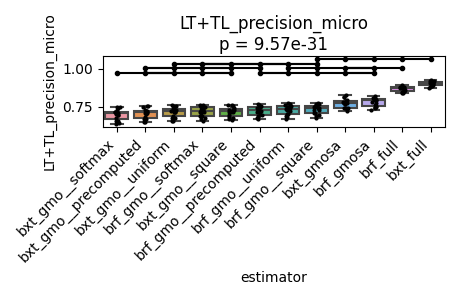 LT+TL_precision_micro
p = 9.57e-31
LT+TL_precision_micro
1.00
0.75
bxt_gmo__softmax
bxt_gmo__precomputed
bxt_gmo__uniform
brf_gmo__softmax
bxt_gmo__square
brf_gmo__precomputed
brf_gmo__uniform
brf_gmo__square
bxt_gmosa
brf_gmosa
brf_full
bxt_full
estimator